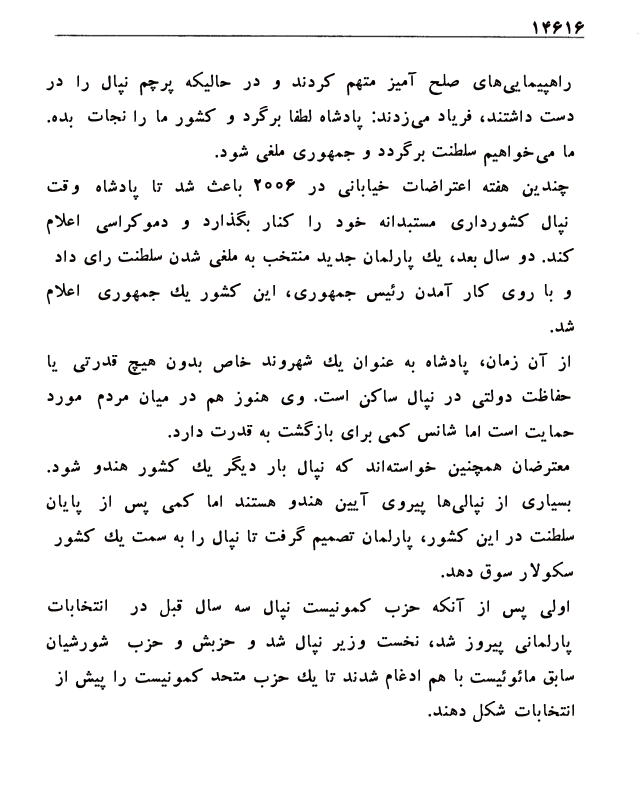 ۱۴۶۱۶
راهپیمایی‌های صلح آمیز متهم کردند و در حالیکه پرچم نپال را در
دست داشتند، فریاد می‌زدند: پادشاه لطفا برگرد و کشور ما را نجات بده.
ما می‌خواهیم سلطنت برگردد و جمهوری ملغی شود.
چندین هفته اعتراضات خیابانی در ۲۰۰۶ باعث شد تا پادشاه وقت
نپال کشورداری مستبدانه خود را کنار بگذارد و دموکراسی اعلام
کند. دو سال بعد، یك پارلمان جدید منتخب به ملغی شدن سلطنت رای داد
و با روی کار آمدن رئیس جمهوری، این کشور یك جمهوری اعلام
شد.
از آن زمان، پادشاه به عنوان یك شهروند خاص بدون هیچ قدرتی یا
حفاظت دولتی در نپال ساکن است. وی هنوز هم در میان مردم مورد
حمایت است اما شانس کمی برای بازگشت به قدرت دارد.
معترضان همچنین خواسته‌اند که نپال بار دیگر یك کشور هندو شود.
بسیاری از نپالی‌ها پیروی آیین هندو هستند اما کمی پس از پایان
سلطنت در این کشور، پارلمان تصمیم گرفت تا نپال را به سمت یك کشور
سکولار سوق دهد.
اولی پس از آنکه حزب کمونیست نپال سه سال قبل در انتخابات
پارلمانی پیروز شد، نخست وزیر نپال شد و حزبش و حزب شورشیان
سابق مائوئیست با هم ادغام شدند تا یك حزب متحد کمونیست را پیش از
انتخابات شکل دهند.